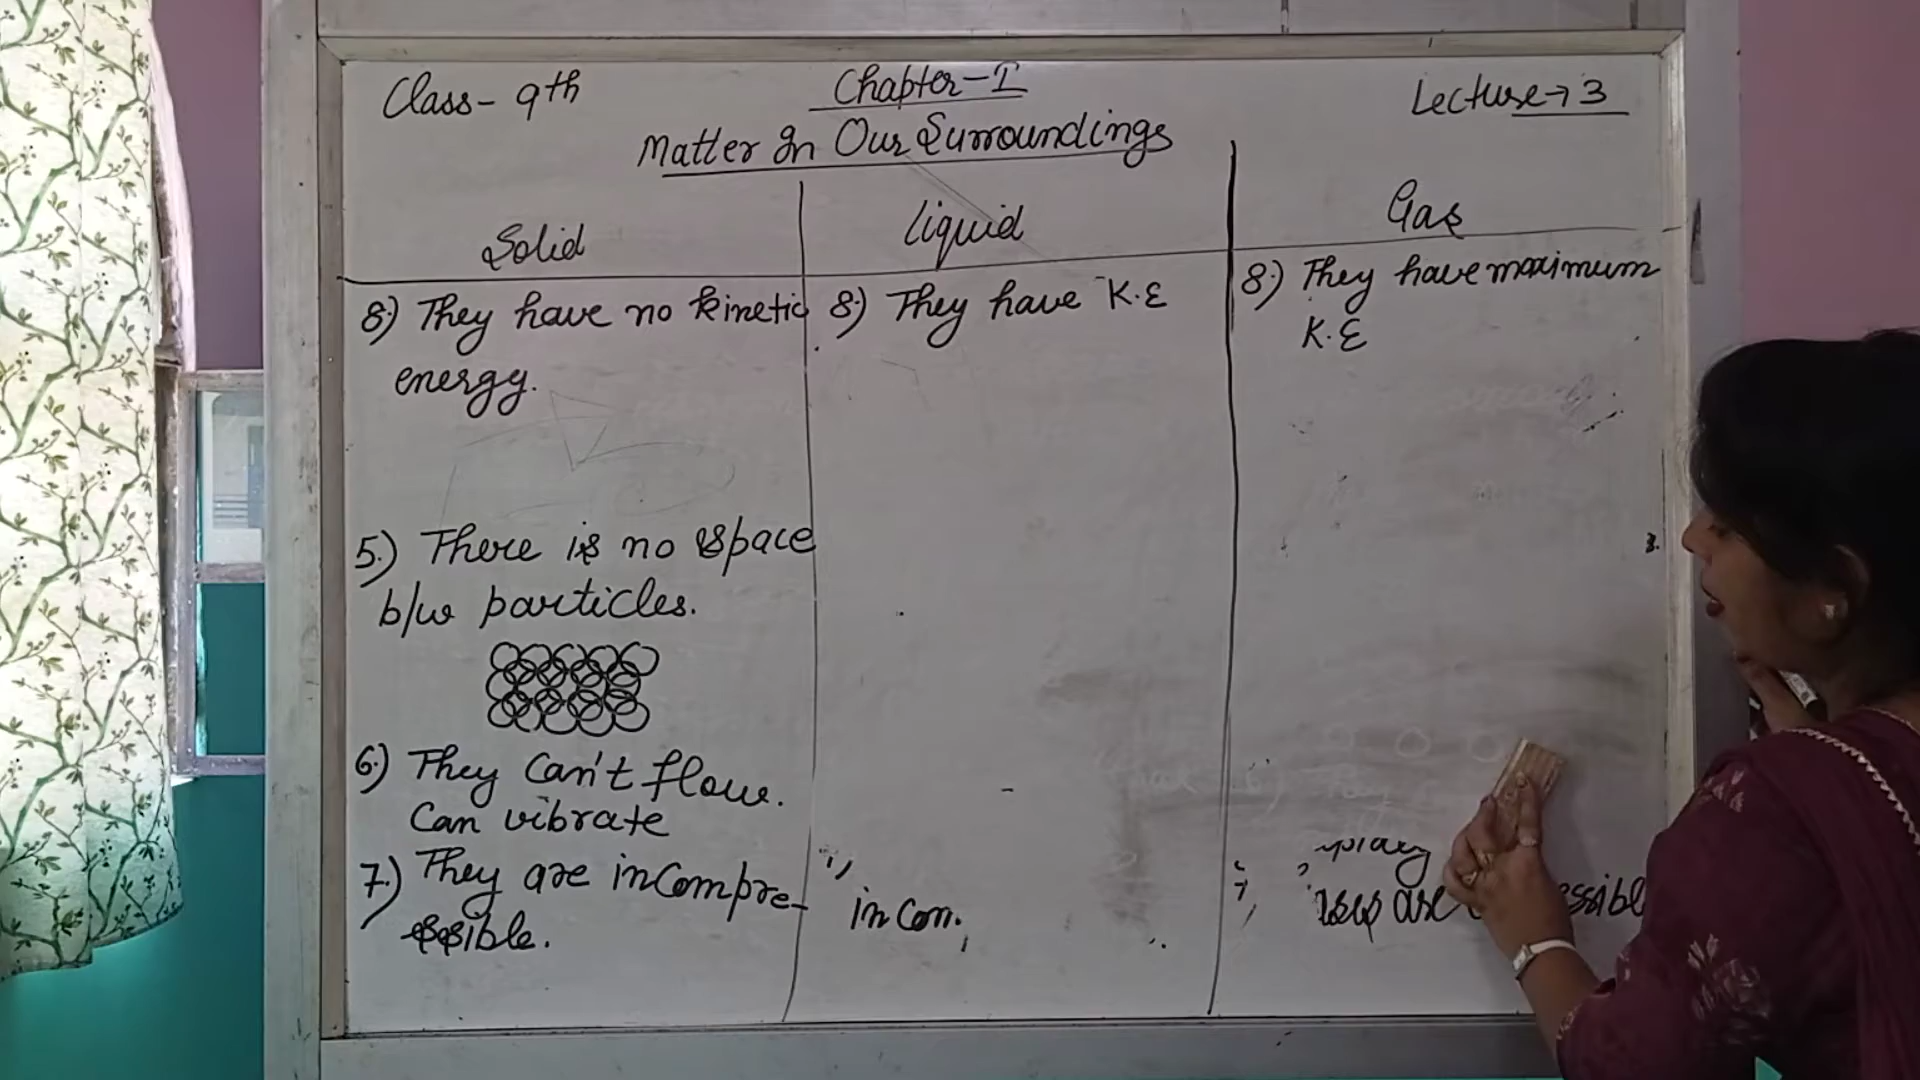 Class - 9th
Chapter - I
Lecture → 3
Matter In Our Surroundings
Solid
Liquid
Gas
8.) They have no kinetic
energy.
8.) They have K.E
8.) They have maximum
K.E
5.) There is no space
b/w particles.
6.) They Can't flow.
Can vibrate
7.) They are incompre-
ssible.
in Com.
are
essible